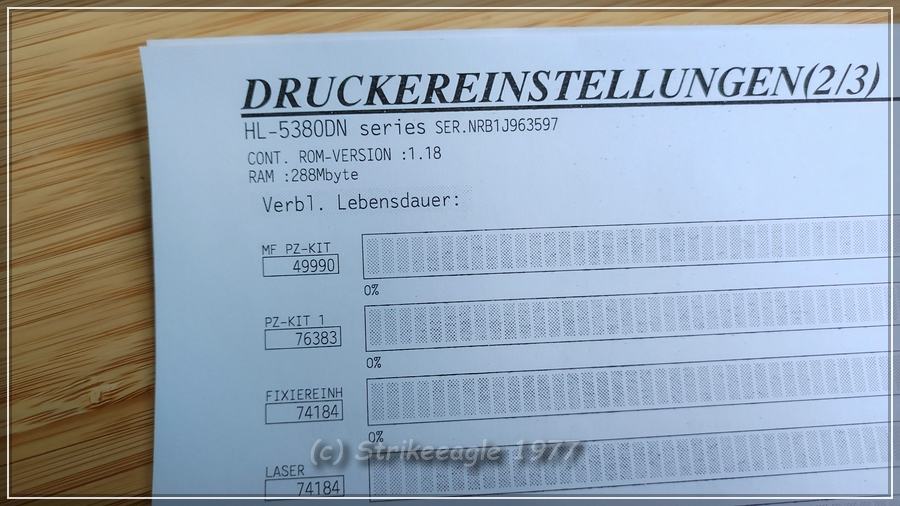 DRUCKEREINSTELLUNGEN(2/3)
HL-5380DN series SER.NRB1J963597
CONT. ROM-VERSION :1.18
RAM :288Mbyte
Verbl. Lebensdauer:
MF PZ-KIT
49990
0%
PZ-KIT 1
76383
0%
FIXIEREINH
74184
0%
(c) Strikeeagle 1977
LASER
74184